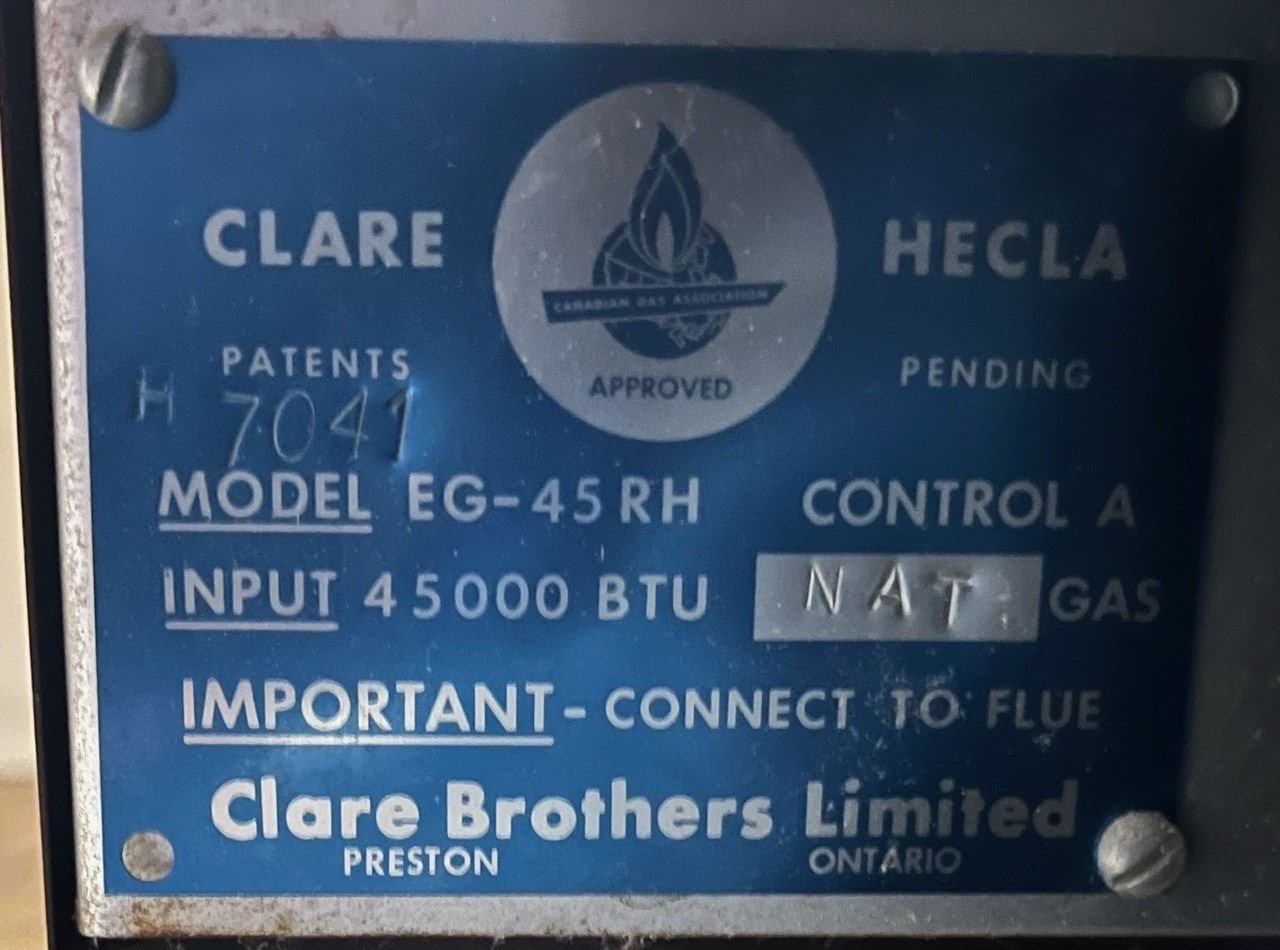 CLARE HECLA
CANADIAN GAS ASSOCIATION
APPROVED
PATENTS PENDING
H 7041
MODEL EG-45RH CONTROL A
INPUT 45000 BTU NAT. GAS
IMPORTANT - CONNECT TO FLUE
Clare Brothers Limited
PRESTON ONTARIO